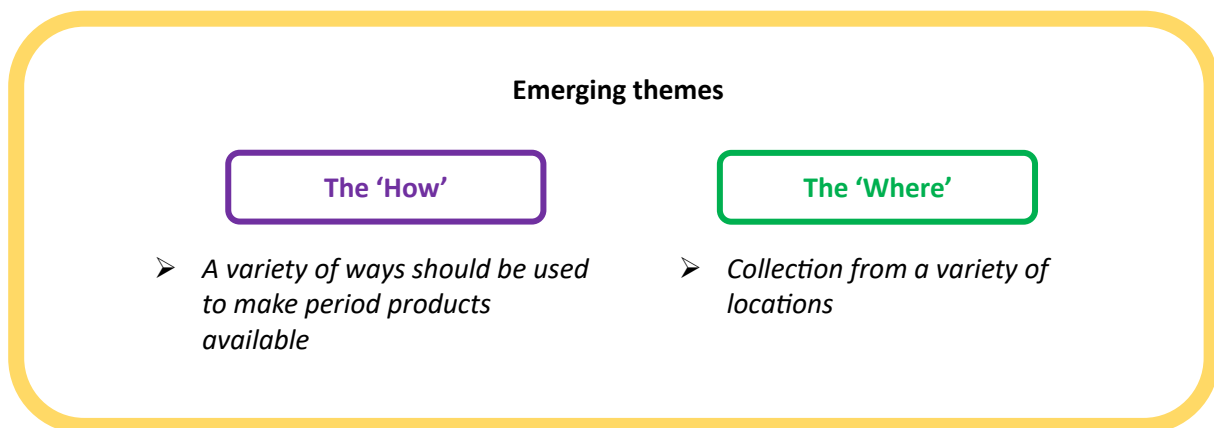 Emerging themes
The ‘How’
The ‘Where’
➢ A variety of ways should be used
to make period products
available
➢ Collection from a variety of
locations